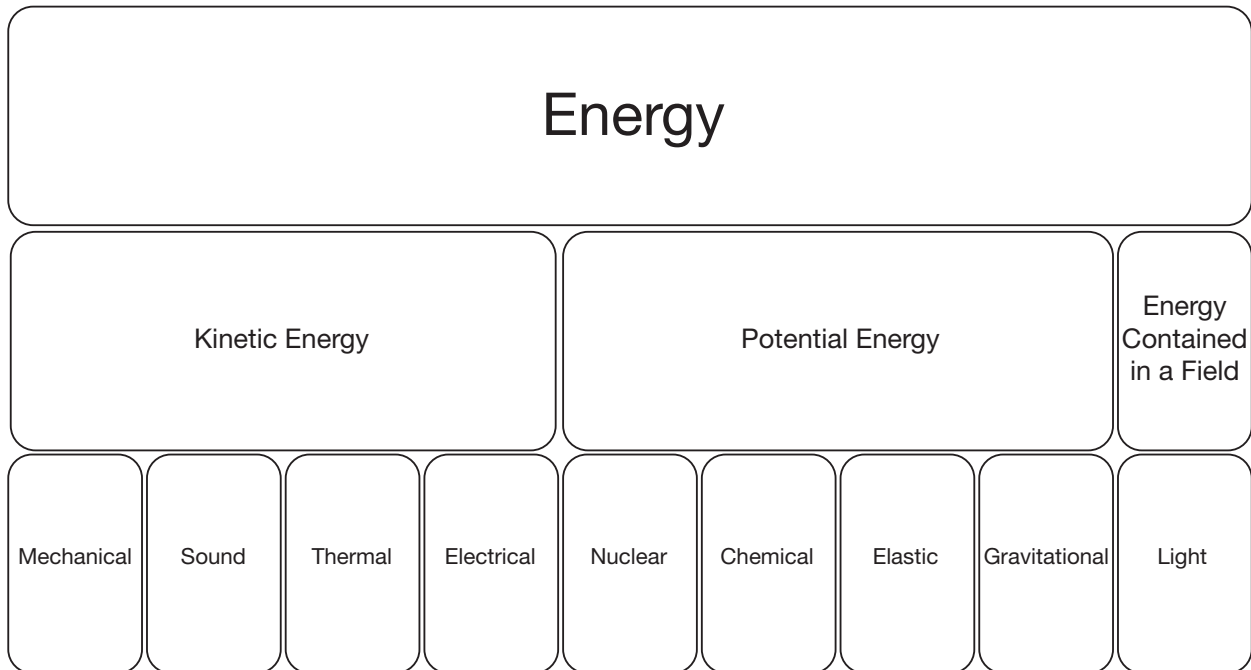 Energy
Kinetic Energy
Potential Energy
Energy
Contained
in a Field
Mechanical
Sound
Thermal
Electrical
Nuclear
Chemical
Elastic
Gravitational
Light